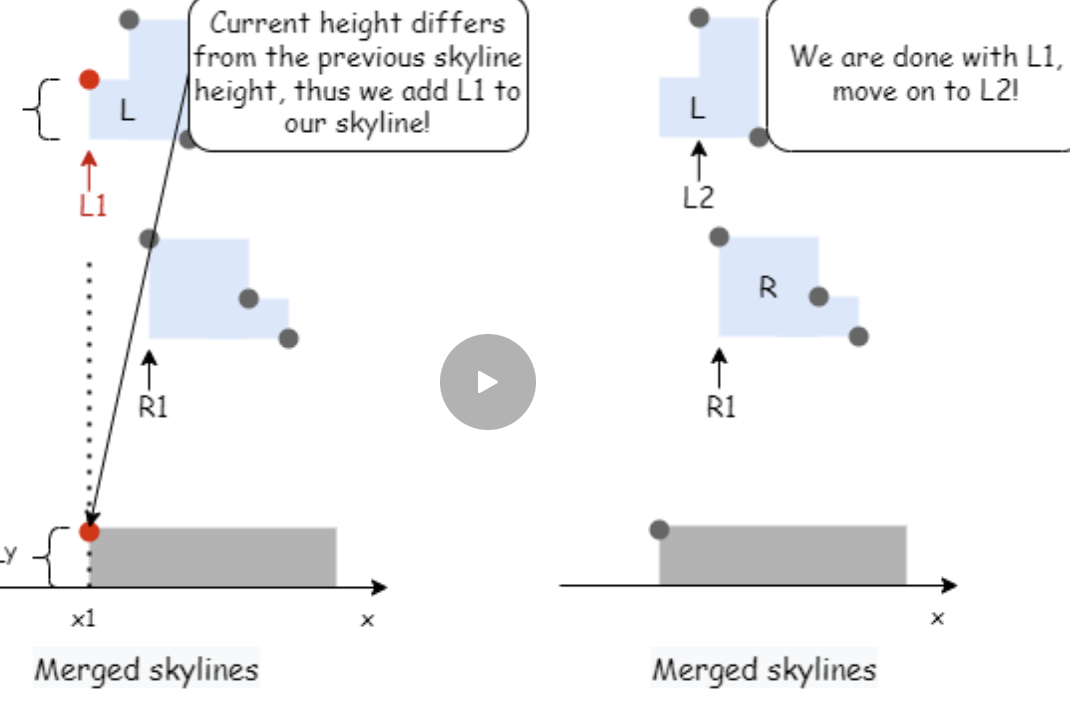 Current height differs
from the previous skyline
height, thus we add L1 to
our skyline!
L
L1
R1
x1
x
Merged skylines
We are done with L1,
move on to L2!
L
L2
R
R1
x
Merged skylines